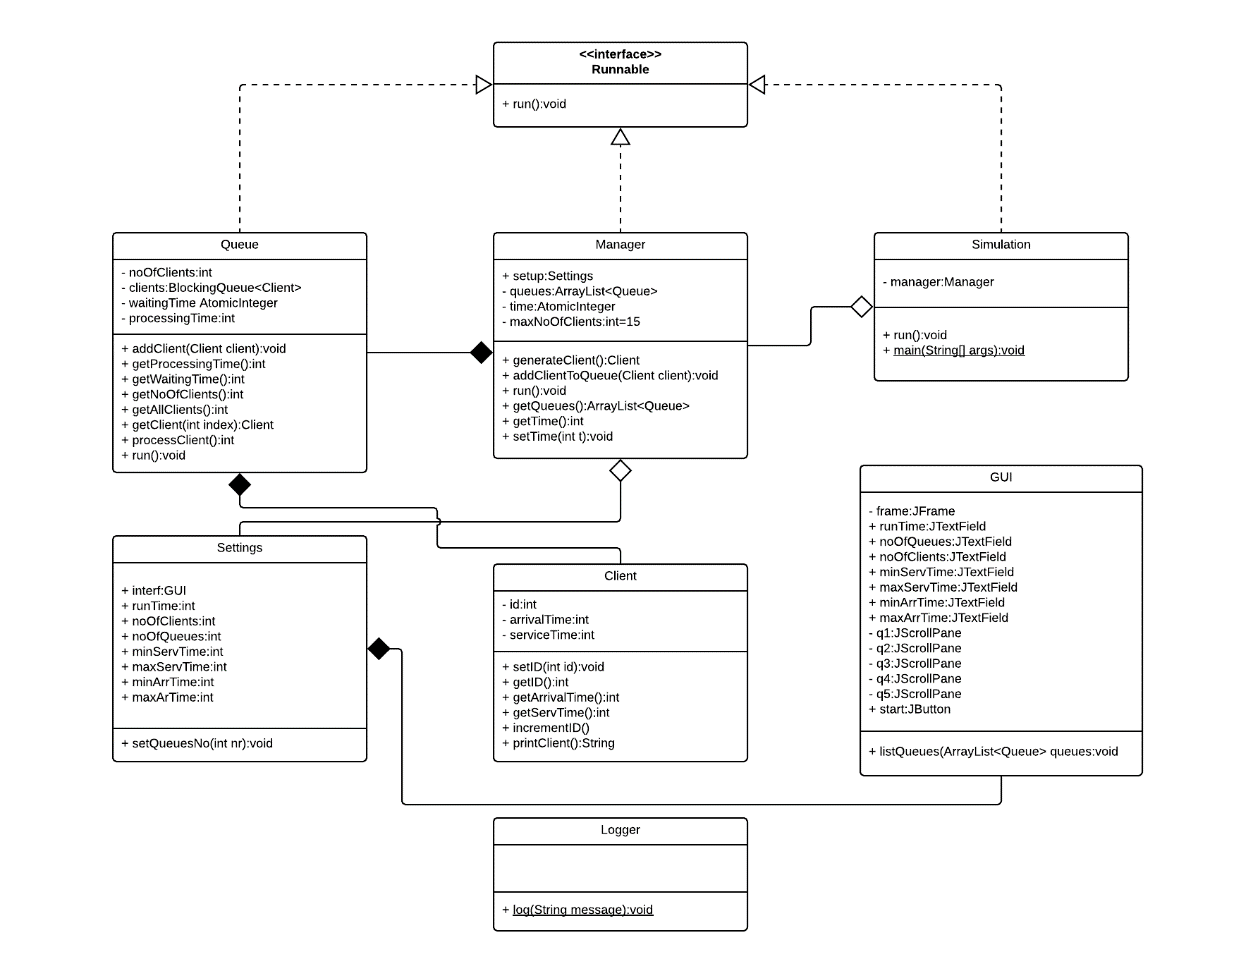 <<interface>>
Runnable
+ run():void
Queue
- noOfClients:int
- clients:BlockingQueue<Client>
- waitingTime AtomicInteger
- processingTime:int
+ addClient(Client client):void
+ getProcessingTime():int
+ getWaitingTime():int
+ getNoOfClients():int
+ getAllClients():int
+ getClient(int index):Client
+ processClient():int
+ run():void
Manager
+ setup:Settings
- queues:ArrayList<Queue>
- time:AtomicInteger
- maxNoOfClients:int=15
+ generateClient():Client
+ addClientToQueue(Client client):void
+ run():void
+ getQueues():ArrayList<Queue>
+ getTime():int
+ setTime(int t):void
Simulation
- manager:Manager
+ run():void
+ main(String[] args):void
Settings
+ interf:GUI
+ runTime:int
+ noOfClients:int
+ noOfQueues:int
+ minServTime:int
+ maxServTime:int
+ minArrTime:int
+ maxArTime:int
+ setQueuesNo(int nr):void
Client
- id:int
- arrivalTime:int
- serviceTime:int
+ setID(int id):void
+ getID():int
+ getArrivalTime():int
+ getServTime():int
+ incrementID()
+ printClient():String
GUI
- frame:JFrame
+ runTime:JTextField
+ noOfQueues:JTextField
+ noOfClients:JTextField
+ minServTime:JTextField
+ maxServTime:JTextField
+ minArrTime:JTextField
+ maxArrTime:JTextField
- q1:JScrollPane
- q2:JScrollPane
- q3:JScrollPane
- q4:JScrollPane
- q5:JScrollPane
+ start:JButton
+ listQueues(ArrayList<Queue> queues:void
Logger
+ log(String message):void